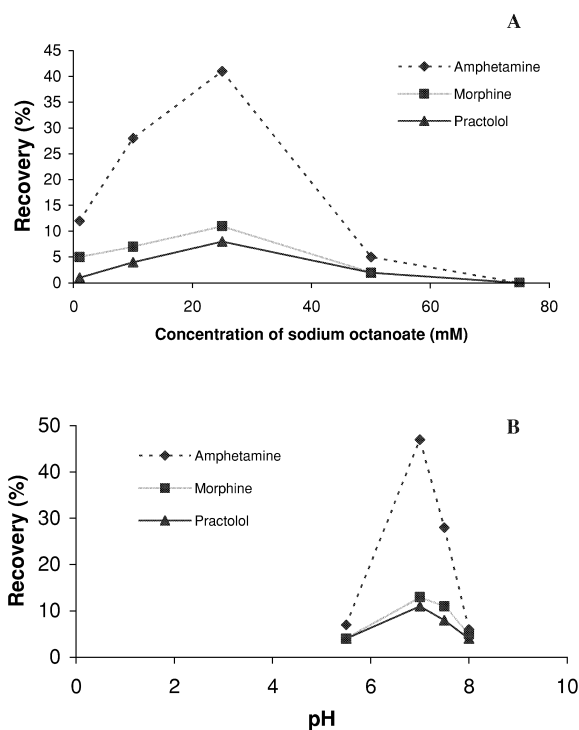 A
45
40
35
30
25
20
15
10
5
0
Recovery (%)
Amphetamine
Morphine
Practolol
0 20 40 60 80
Concentration of sodium octanoate (mM)
B
50
40
30
20
10
0
Recovery (%)
Amphetamine
Morphine
Practolol
0 2 4 6 8 10
pH